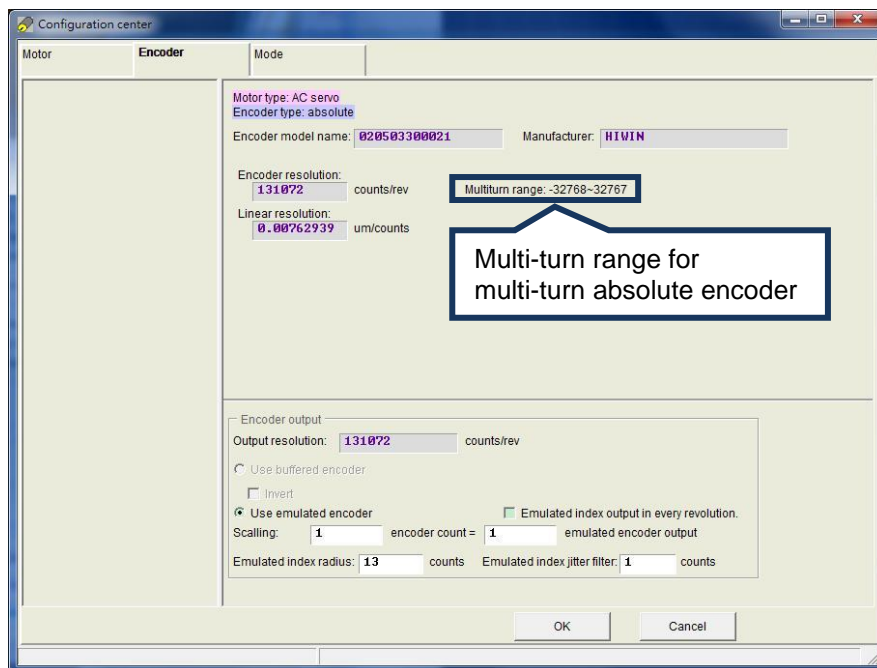 Configuration center
Motor
Encoder
Mode
Motor type: AC servo
Encoder type: absolute
Encoder model name: 020503300021 Manufacturer: HIWIN
Encoder resolution:
131072 counts/rev Multiturn range: -32768~32767
Linear resolution:
0.00762939 um/counts
Multi-turn range for
multi-turn absolute encoder
Encoder output
Output resolution: 131072 counts/rev
Use buffered encoder
Invert
Use emulated encoder Emulated index output in every revolution.
Scalling: 1 encoder count = 1 emulated encoder output
Emulated index radius: 13 counts Emulated index jitter filter: 1 counts
OK Cancel